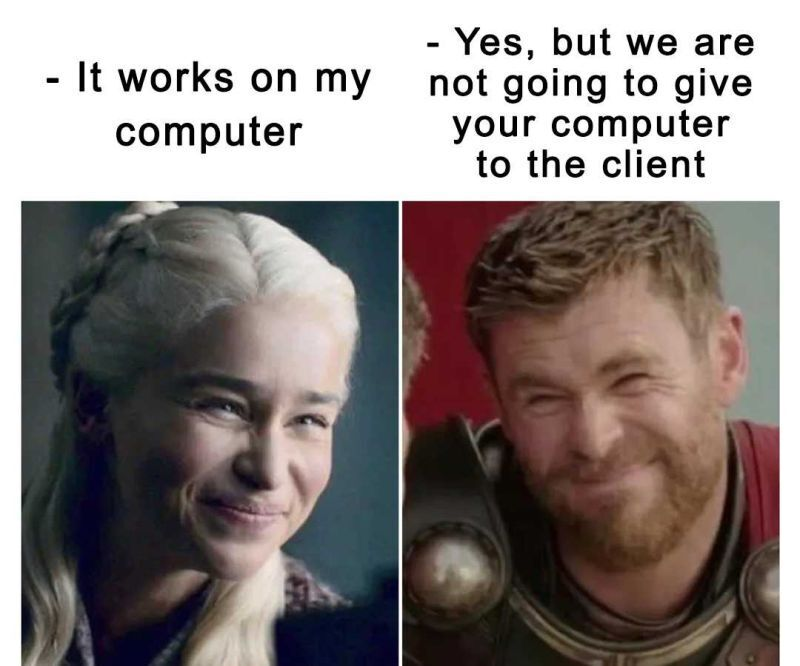 - It works on my
computer
- Yes, but we are
not going to give
your computer
to the client